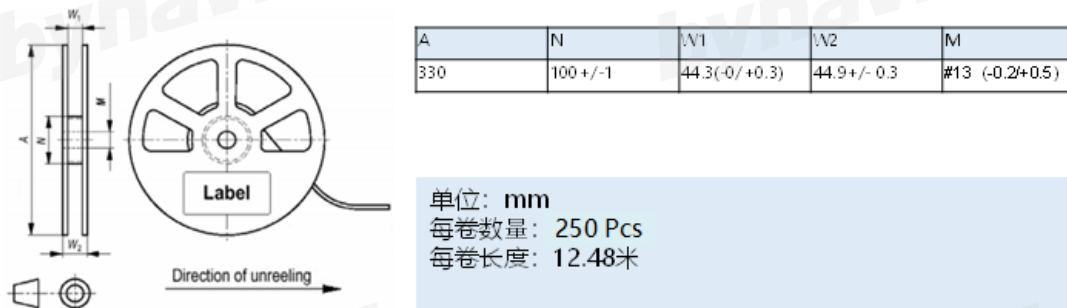 W1
A
N
M
W2
Label
Direction of unreeling
A N W1 W2 M
330 100 +/-1 44.3(-0/+0.3) 44.9+/- 0.3 #13 (-0.2/+0.5)
单位：mm
每卷数量：250 Pcs
每卷长度：12.48米
bynav